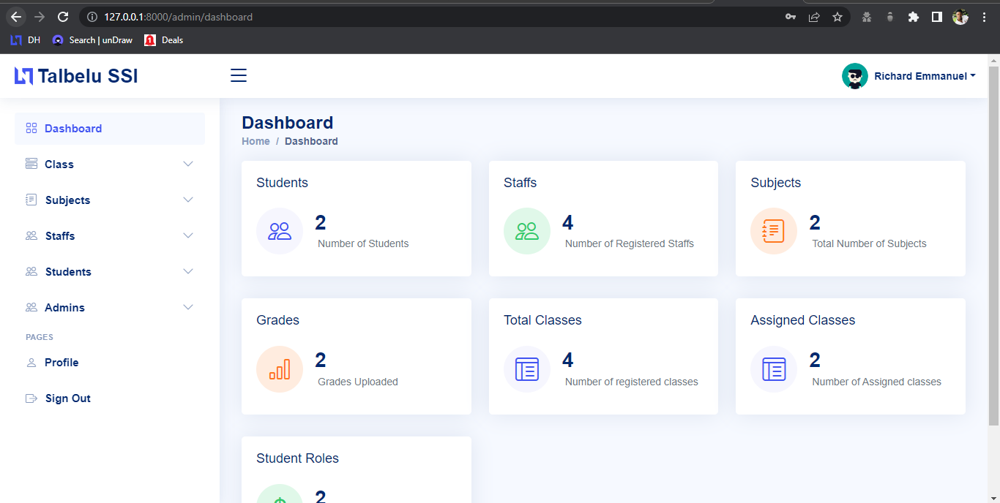 127.0.0.1:8000/admin/dashboard
DH
Search | unDraw
1
Deals
Talbelu SSI
Richard Emmanuel
Dashboard
Class
Subjects
Staffs
Students
Admins
PAGES
Profile
Sign Out
Dashboard
Home / Dashboard
Students
2
Number of Students
Staffs
4
Number of Registered Staffs
Subjects
2
Total Number of Subjects
Grades
2
Grades Uploaded
Total Classes
4
Number of registered classes
Assigned Classes
2
Number of Assigned classes
Student Roles
2